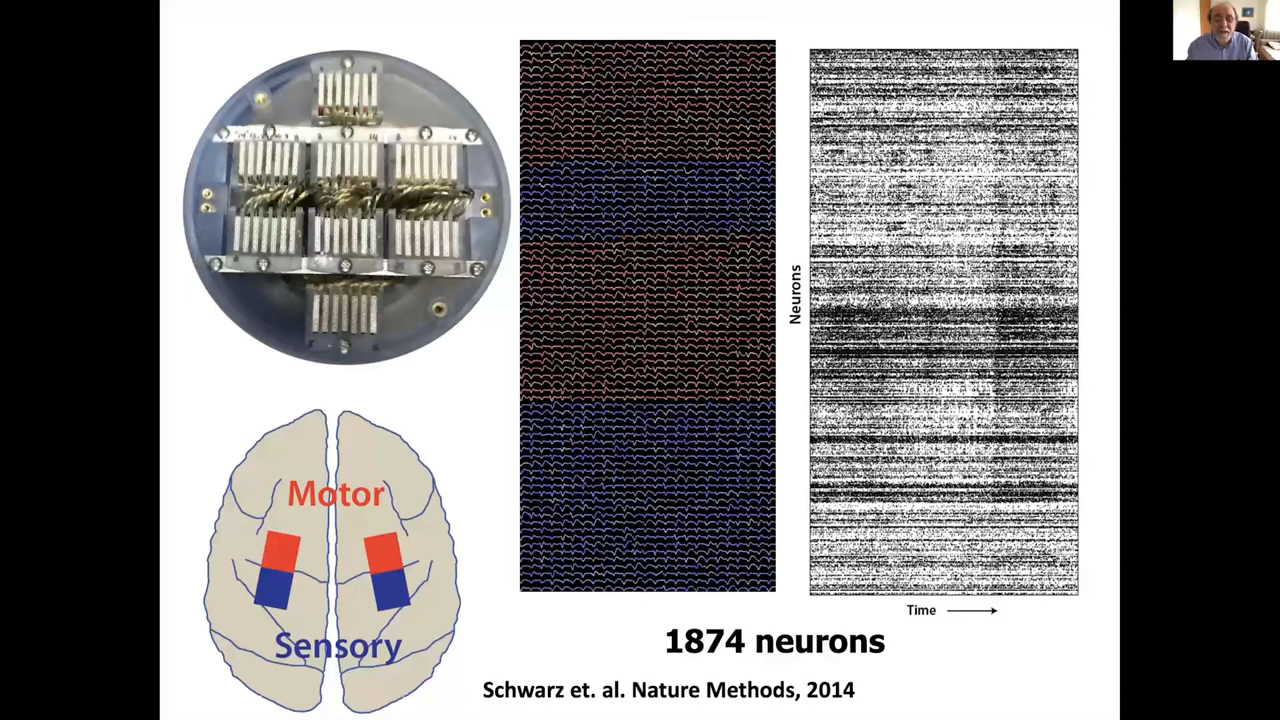 Motor
Sensory
Neurons
Time
1874 neurons
Schwarz et. al. Nature Methods, 2014